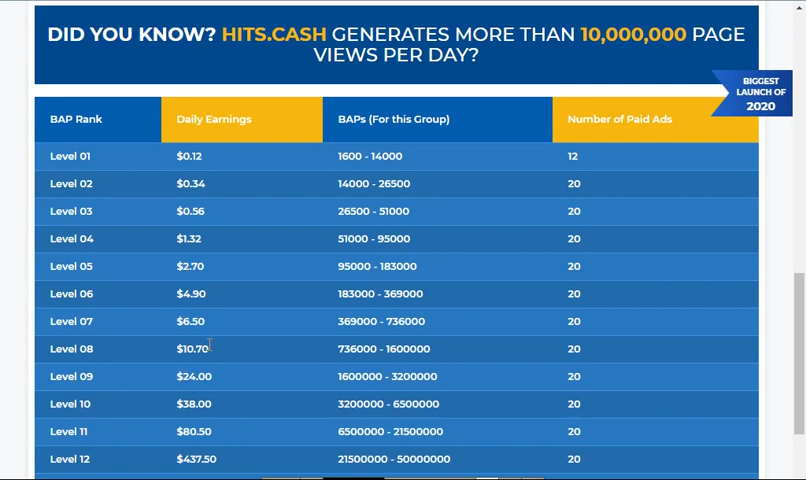 DID YOU KNOW? HITS.CASH GENERATES MORE THAN 10,000,000 PAGE
VIEWS PER DAY?
BIGGEST
LAUNCH OF
2020
BAP Rank Daily Earnings BAPs (For this Group) Number of Paid Ads
Level 01 $0.12 1600 - 14000 12
Level 02 $0.34 14000 - 26500 20
Level 03 $0.56 26500 - 51000 20
Level 04 $1.32 51000 - 95000 20
Level 05 $2.70 95000 - 183000 20
Level 06 $4.90 183000 - 369000 20
Level 07 $6.50 369000 - 736000 20
Level 08 $10.70 736000 - 1600000 20
Level 09 $24.00 1600000 - 3200000 20
Level 10 $38.00 3200000 - 6500000 20
Level 11 $80.50 6500000 - 21500000 20
Level 12 $437.50 21500000 - 50000000 20